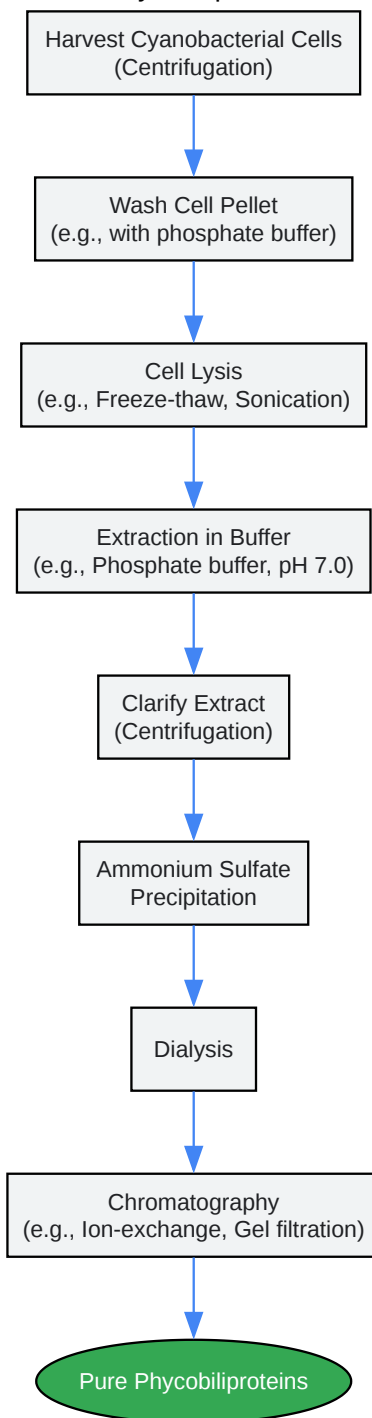 Harvest Cyanobacterial Cells
(Centrifugation)
Wash Cell Pellet
(e.g., with phosphate buffer)
Cell Lysis
(e.g., Freeze-thaw, Sonication)
Extraction in Buffer
(e.g., Phosphate buffer, pH 7.0)
Clarify Extract
(Centrifugation)
Ammonium Sulfate
Precipitation
Dialysis
Chromatography
(e.g., Ion-exchange, Gel filtration)
Pure Phycobiliproteins